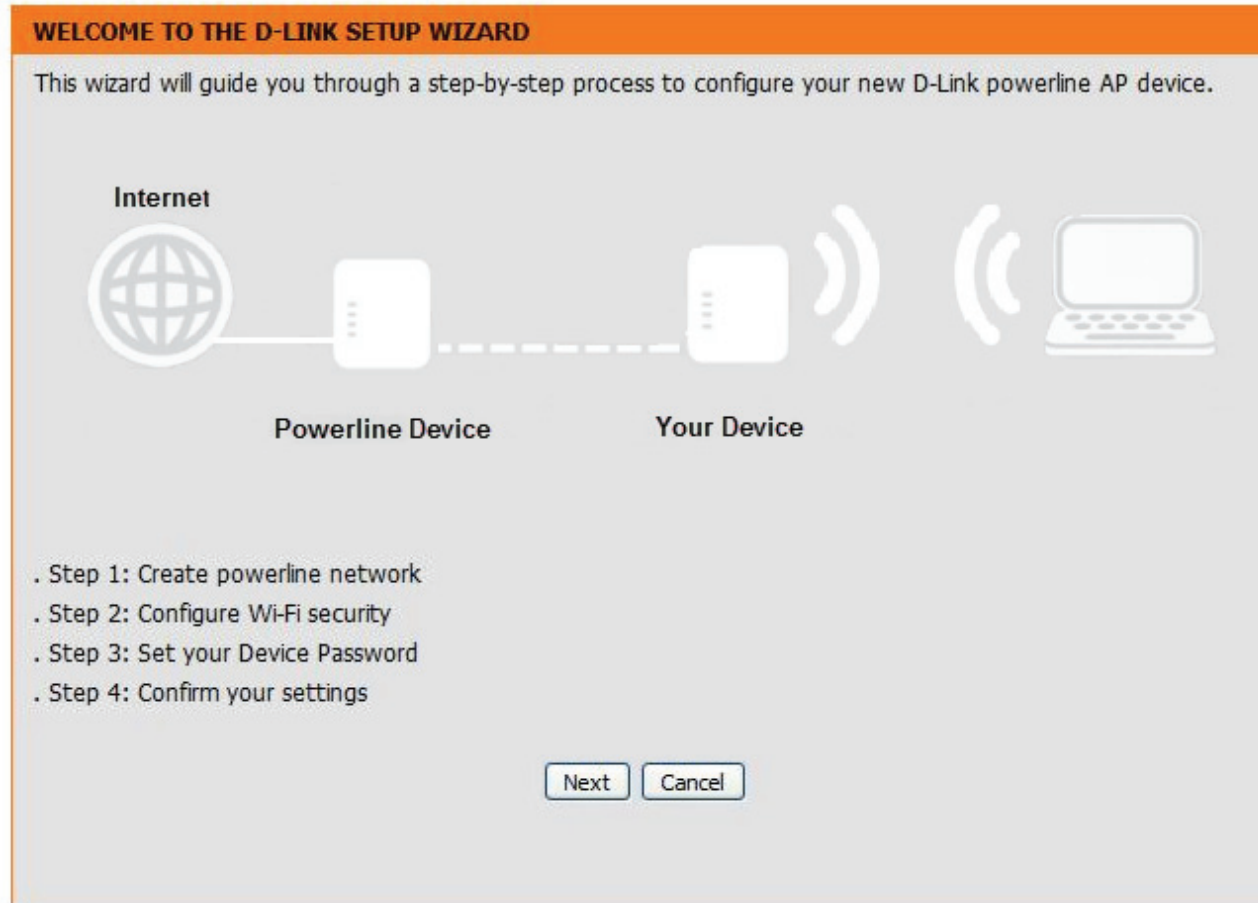 WELCOME TO THE D-LINK SETUP WIZARD
This wizard will guide you through a step-by-step process to configure your new D-Link powerline AP device.
Internet
Powerline Device
Your Device
. Step 1: Create powerline network
. Step 2: Configure Wi-Fi security
. Step 3: Set your Device Password
. Step 4: Confirm your settings
Next
Cancel